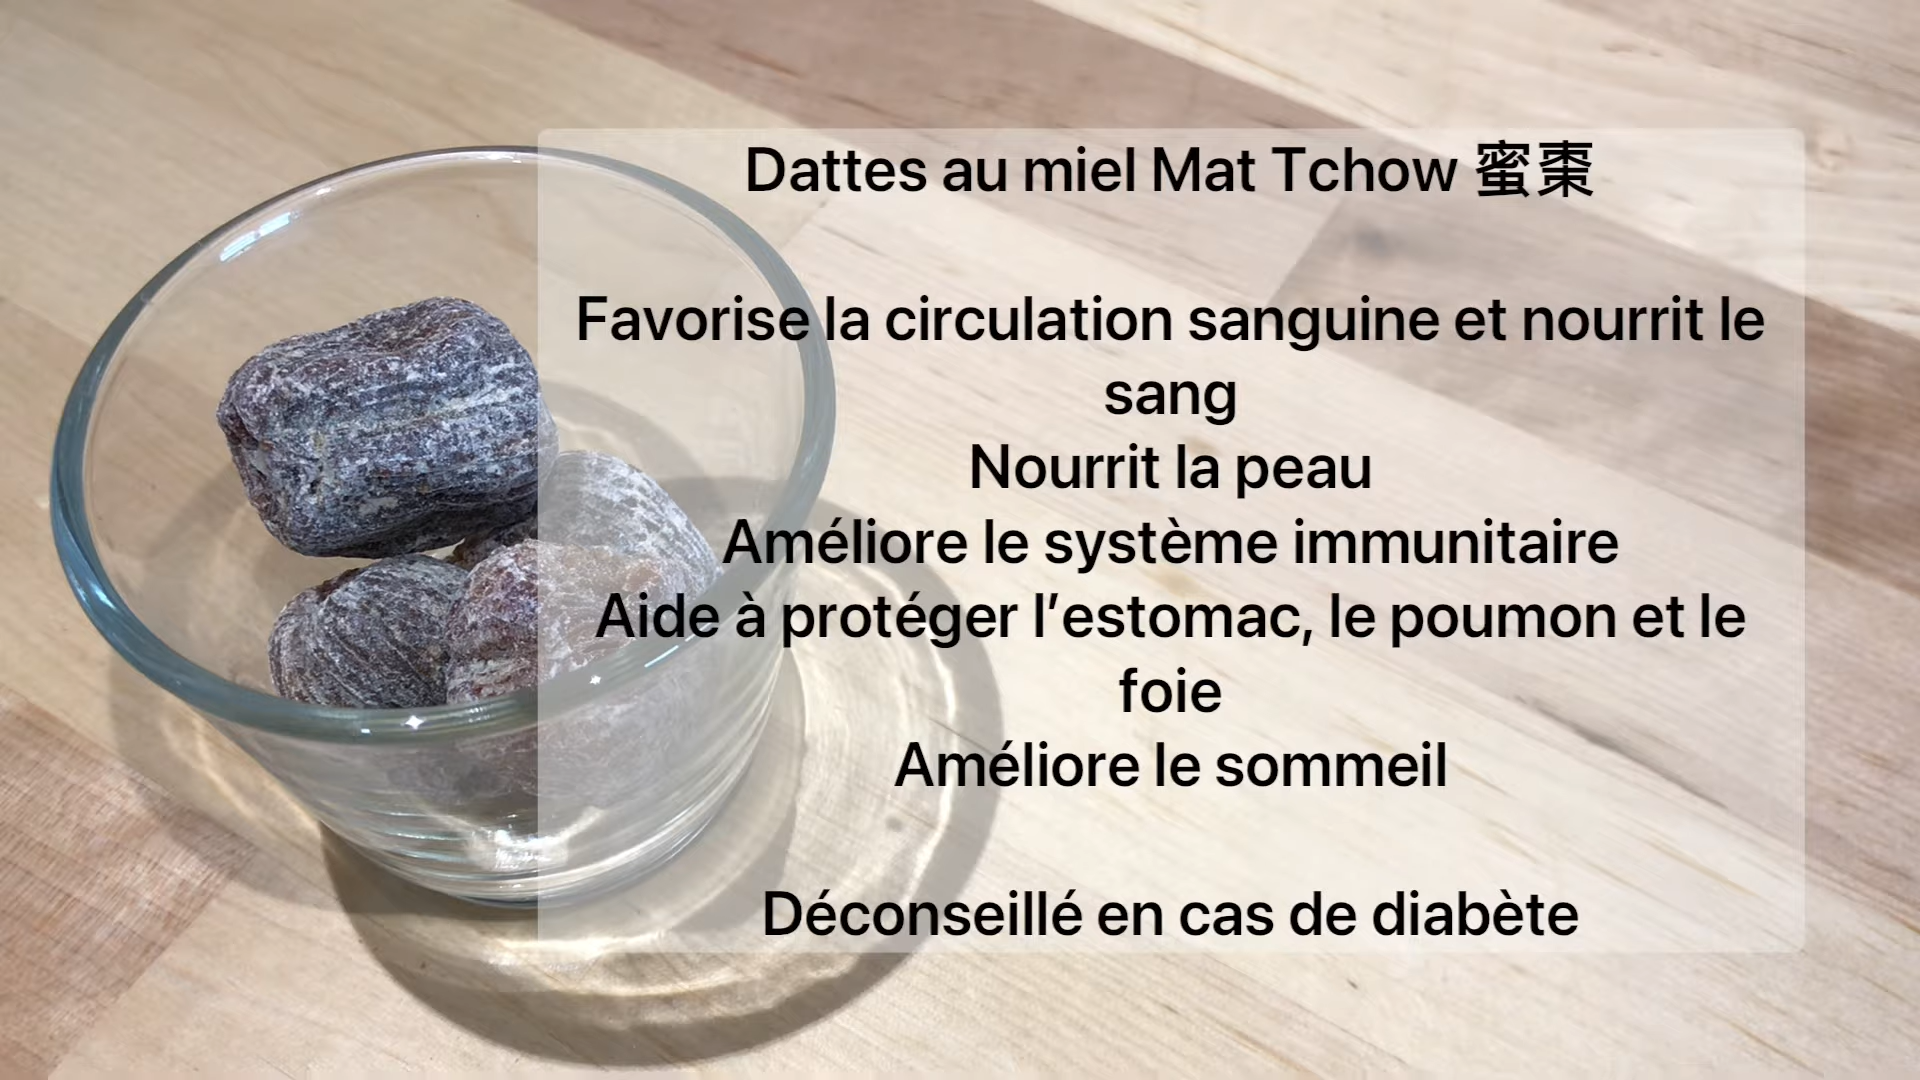 Dattes au miel Mat Tchow 蜜棗
Favorise la circulation sanguine et nourrit le
sang
Nourrit la peau
Améliore le système immunitaire
Aide à protéger l’estomac, le poumon et le
foie
Améliore le sommeil
Déconseillé en cas de diabète